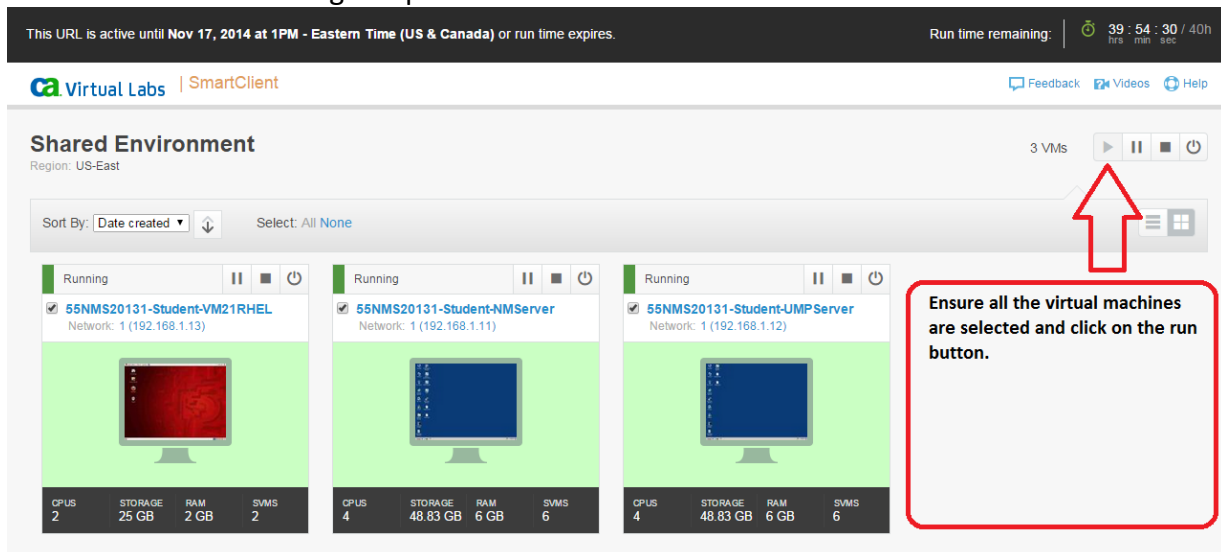 This URL is active until Nov 17, 2014 at 1PM - Eastern Time (US & Canada) or run time expires.
Run time remaining: 39 : 54 : 30 / 40h
hrs min sec
ca Virtual Labs | SmartClient
Feedback Videos Help
Shared Environment
Region: US-East
3 VMs
Sort By: Date created Select: All None
Running
55NMS20131-Student-VM21RHEL
Network: 1 (192.168.1.13)
CPUS STORAGE RAM SVMS
2 25 GB 2 GB 2
Running
55NMS20131-Student-NMServer
Network: 1 (192.168.1.11)
CPUS STORAGE RAM SVMS
4 48.83 GB 6 GB 6
Running
55NMS20131-Student-UMPServer
Network: 1 (192.168.1.12)
CPUS STORAGE RAM SVMS
4 48.83 GB 6 GB 6
Ensure all the virtual machines
are selected and click on the run
button.